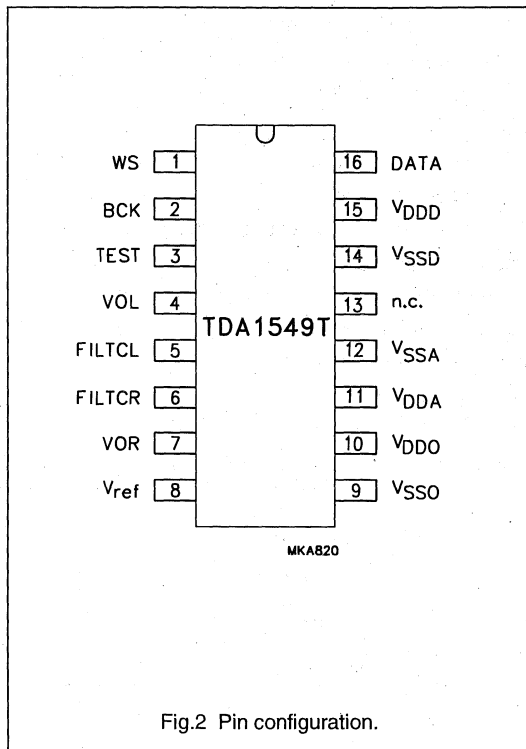 WS 1 16 DATA
BCK 2 15 VDDD
TEST 3 14 VSSD
VOL 4 13 n.c.
TDA1549T
FILTCL 5 12 VSSA
FILTCR 6 11 VDDA
VOR 7 10 VDDO
Vref 8 9 VSSO
MKA820
Fig.2 Pin configuration.